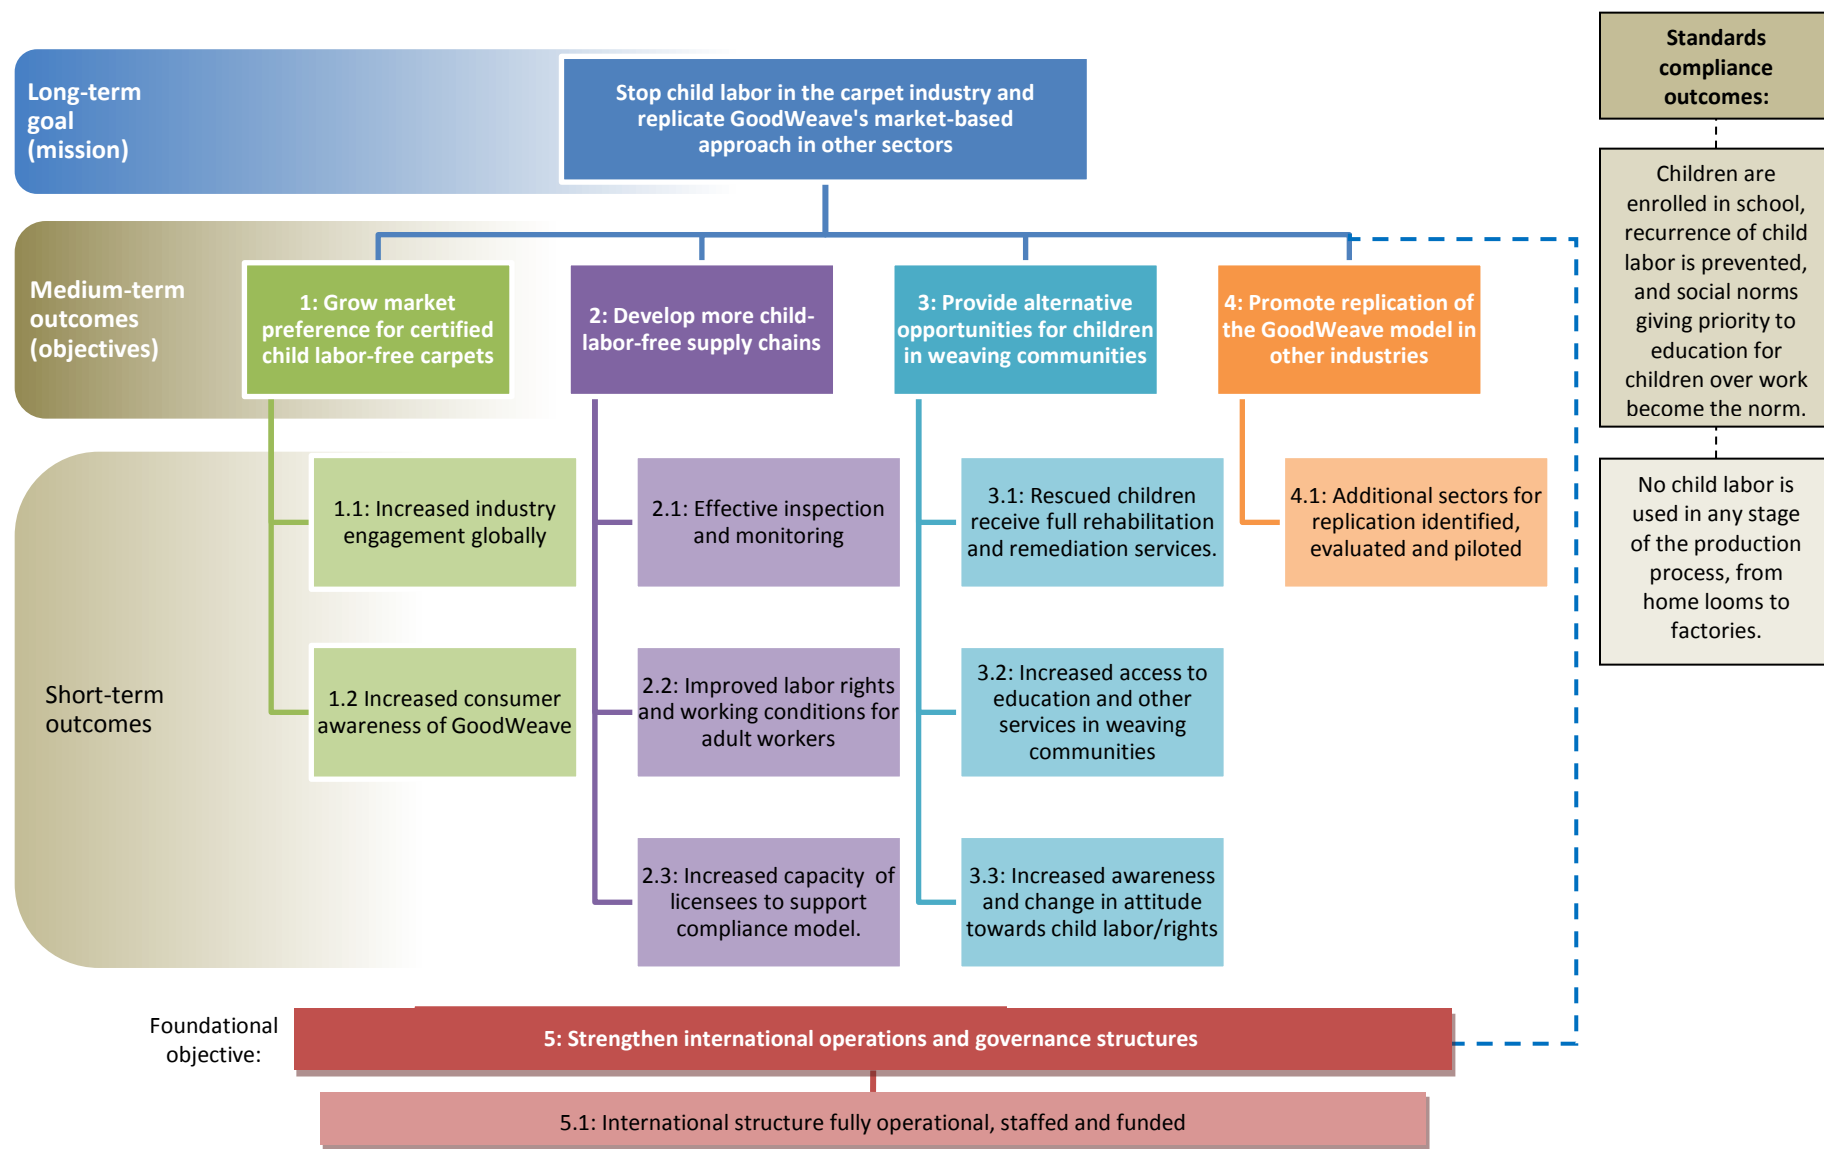 Long-term
goal
(mission)
Stop child labor in the carpet industry and
replicate GoodWeave's market-based
approach in other sectors
Medium-term
outcomes
(objectives)
1: Grow market
preference for certified
child labor-free carpets
2: Develop more child-
labor-free supply chains
3: Provide alternative
opportunities for children
in weaving communities
4: Promote replication of
the GoodWeave model in
other industries
Short-term
outcomes
1.1: Increased industry
engagement globally
1.2 Increased consumer
awareness of GoodWeave
2.1: Effective inspection
and monitoring
2.2: Improved labor rights
and working conditions for
adult workers
2.3: Increased capacity of
licensees to support
compliance model.
3.1: Rescued children
receive full rehabilitation
and remediation services.
3.2: Increased access to
education and other
services in weaving
communities
3.3: Increased awareness
and change in attitude
towards child labor/rights
4.1: Additional sectors for
replication identified,
evaluated and piloted
Foundational
objective:
5: Strengthen international operations and governance structures
5.1: International structure fully operational, staffed and funded
Standards
compliance
outcomes:
Children are
enrolled in school,
recurrence of child
labor is prevented,
and social norms
giving priority to
education for
children over work
become the norm.
No child labor is
used in any stage
of the production
process, from
home looms to
factories.